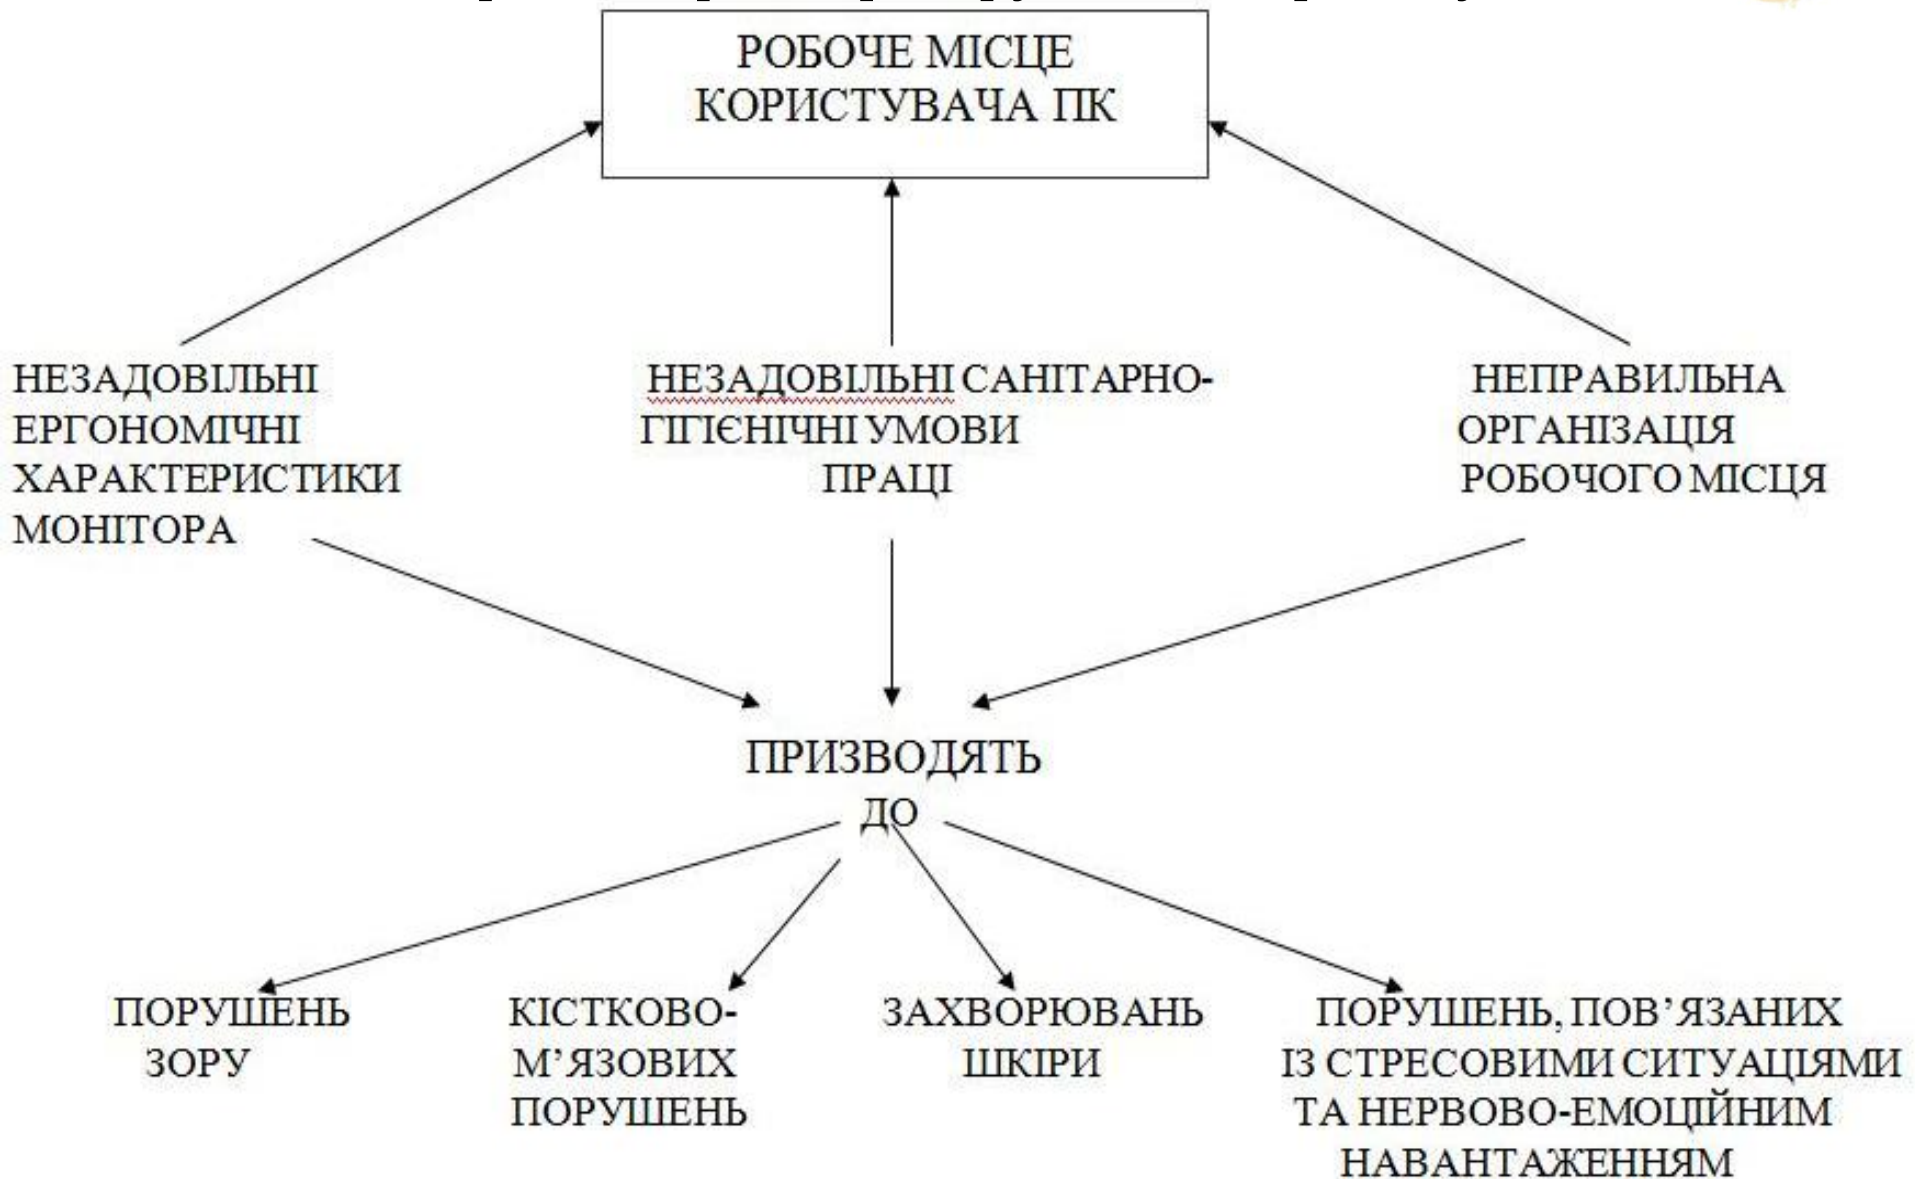 РОБОЧЕ МІСЦЕ
КОРИСТУВАЧА ПК
НЕЗАДОВІЛЬНІ
ЕРГОНОМІЧНІ
ХАРАКТЕРИСТИКИ
МОНІТОРА
НЕЗАДОВІЛЬНІ САНІТАРНО-
ГІГІЄНІЧНІ УМОВИ
ПРАЦІ
НЕПРАВИЛЬНА
ОРГАНІЗАЦІЯ
РОБОЧОГО МІСЦЯ
ПРИЗВОДЯТЬ
ДО
ПОРУШЕНЬ
ЗОРУ
КІСТКОВО-
М’ЯЗОВИХ
ПОРУШЕНЬ
ЗАХВОРЮВАНЬ
ШКІРИ
ПОРУШЕНЬ, ПОВ’ЯЗАНИХ
ІЗ СТРЕСОВИМИ СИТУАЦІЯМИ
ТА НЕРВОВО-ЕМОЦІЙНИМ
НАВАНТАЖЕННЯМ